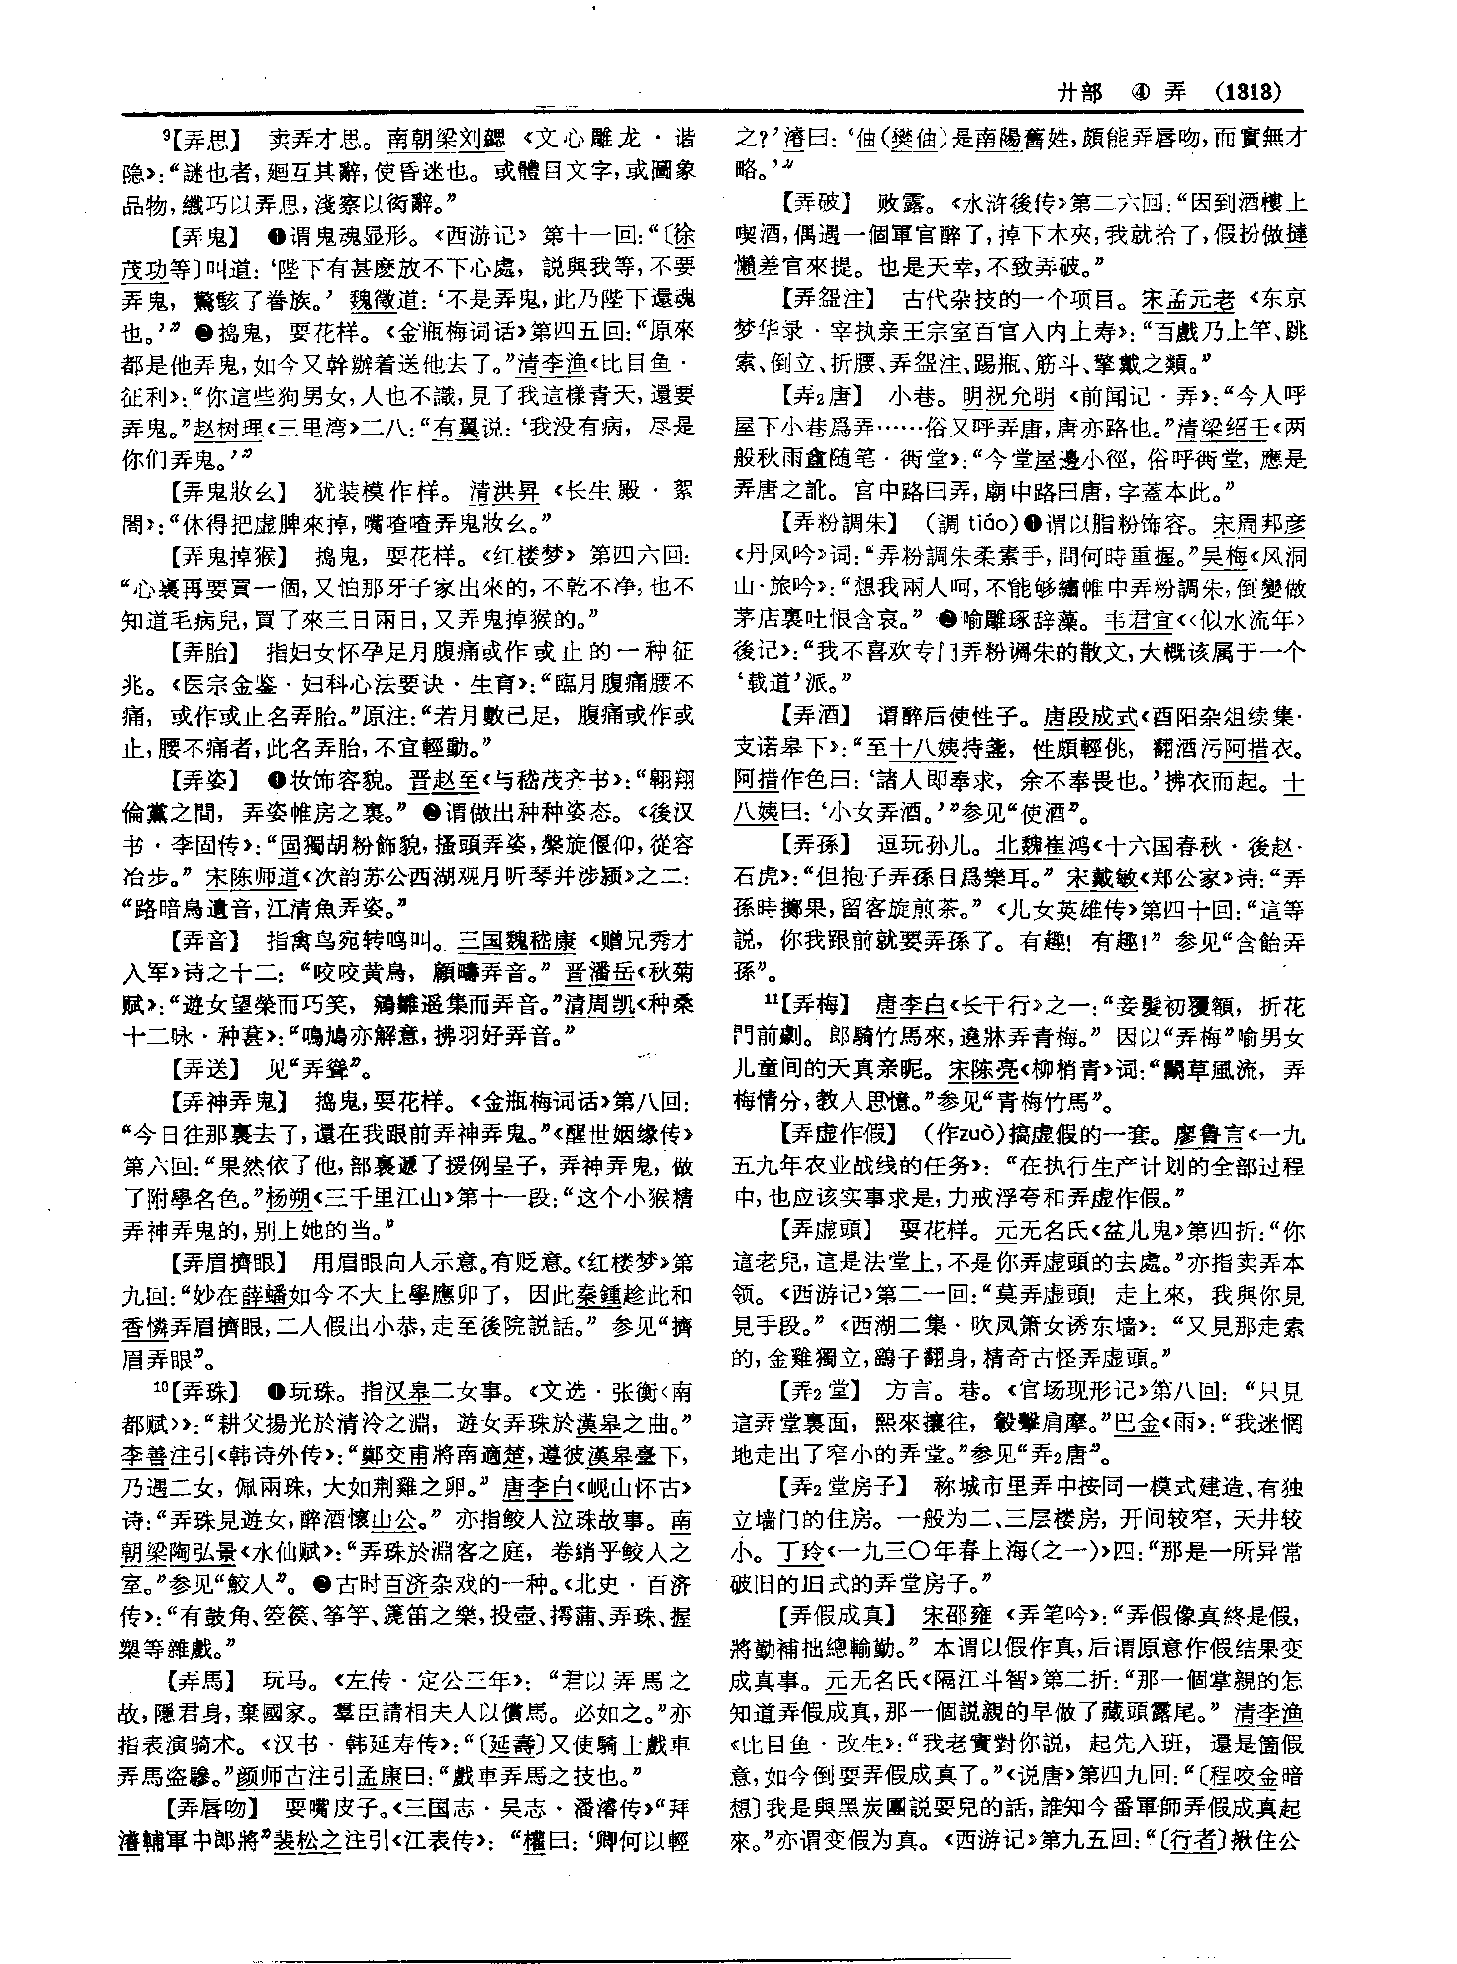 廾部 ④ 弄 (1313)
⁹【弄思】 卖弄才思。南朝梁刘勰《文心雕龙·谐
隐》:“謎也者,廻互其辭,使昏迷也。或體目文字,或圖象
品物,纖巧以弄思,淺察以衒辭。”
【弄鬼】 ❶谓鬼魂显形。《西游记》第十一回:“〔徐
茂功等〕叫道:‘陛下有甚麽放不下心處,説與我等,不要
弄鬼,驚駭了眷族。’魏徵道:‘不是弄鬼,此乃陛下還魂
也。’” ❷捣鬼,耍花样。《金瓶梅词话》第四五回:“原來
都是他弄鬼,如今又幹辦着送他去了。”清李渔《比目鱼·
征利》:“你這些狗男女,人也不識,見了我這樣青天,還要
弄鬼。”赵树理《三里湾》二八:“有翼说:‘我没有病,尽是
你们弄鬼。’”
【弄鬼妝幺】 犹装模作样。清洪昇《长生殿·絮
閤》:“休得把虚脾來掉,嘴喳喳弄鬼妝幺。”
【弄鬼掉猴】 捣鬼,耍花样。《红楼梦》第四六回:
“心裏再要買一個,又怕那牙子家出來的,不乾不净;也不
知道毛病兒,買了來三日兩日,又弄鬼掉猴的。”
【弄胎】 指妇女怀孕足月腹痛或作或止的一种征
兆。《医宗金鉴·妇科心法要诀·生育》:“臨月腹痛腰不
痛,或作或止名弄胎。”原注:“若月數已足,腹痛或作或
止,腰不痛者,此名弄胎,不宜輕動。”
【弄姿】 ❶妆饰容貌。晋赵至《与嵇茂齐书》:“翱翔
倫黨之間,弄姿帷房之裏。” ❷谓做出种种姿态。《後汉
书·李固传》:“固獨胡粉飾貌,搔頭弄姿,槃旋偃仰,從容
冶步。”宋陈师道《次韵苏公西湖观月听琴并涉颍》之二:
“路暗鳥遺音,江清魚弄姿。”
【弄音】 指禽鸟宛转鸣叫。三国魏嵇康《赠兄秀才
入军》诗之十二:“咬咬黄鳥,顧疇弄音。”晋潘岳《秋菊
赋》:“遊女望榮而巧笑,鵷雛遥集而弄音。”清周凯《种桑
十二咏·种葚》:“鳴鳩亦解意,拂羽好弄音。”
【弄送】 见“弄聳”。
【弄神弄鬼】 捣鬼,耍花样。《金瓶梅词话》第八回:
“今日往那裏去了,還在我跟前弄神弄鬼。”《醒世姻缘传》
第六回:“果然依了他,部裏遞了援例呈子,弄神弄鬼,做
了附學名色。”杨朔《三千里江山》第十一段:“这个小猴精
弄神弄鬼的,别上她的当。”
【弄眉擠眼】 用眉眼向人示意。有贬意。《红楼梦》第
九回:“妙在薛蟠如今不大上學應卯了,因此秦鍾趁此和
香憐弄眉擠眼,二人假出小恭,走至後院説話。”参见“擠
眉弄眼”。
¹⁰【弄珠】 ❶玩珠。指汉皋二女事。《文选·张衡〈南
都赋〉》:“耕父揚光於清泠之淵,遊女弄珠於漢皋之曲。”
李善注引《韩诗外传》:“鄭交甫將南適楚,遵彼漢皋臺下,
乃遇二女,佩兩珠,大如荆雞之卵。”唐李白《岘山怀古》
诗:“弄珠見遊女,醉酒懷山公。”亦指鲛人泣珠故事。南
朝梁陶弘景《水仙赋》:“弄珠於淵客之庭,卷綃乎鲛人之
室。”参见“鮫人”。 ❷古时百济杂戏的一种。《北史·百济
传》:“有鼓角、箜篌、筝竽、篪笛之樂,投壺、摴蒲、弄珠、握
槊等雜戲。”
【弄馬】 玩马。《左传·定公三年》:“君以弄馬之
故,隱君身,棄國家。羣臣請相夫人以償馬。必如之。”亦
指表演骑术。《汉书·韩延寿传》:“〔延壽〕又使騎士戲車
弄馬盗驂。”颜师古注引孟康曰:“戲車弄馬之技也。”
【弄唇吻】 耍嘴皮子。《三国志·吴志·潘濬传》“拜
濬輔軍中郎將”裴松之注引《江表传》:“權曰:‘卿何以輕
之?’濬曰:‘伷(樊伷)是南陽舊姓,頗能弄唇吻,而實無才
略。’”
【弄破】 败露。《水浒後传》第二六回:“因到酒樓上
喫酒,偶遇一個軍官醉了,掉下木夾,我就拾了,假扮做撻
懶差官來提。也是天幸,不致弄破。”
【弄盌注】 古代杂技的一个项目。宋孟元老《东京
梦华录·宰执亲王宗室百官入内上寿》:“百戲乃上竿、跳
索、倒立、折腰、弄盌注、踢瓶、筋斗、擎戴之類。”
【弄₂唐】 小巷。明祝允明《前闻记·弄》:“今人呼
屋下小巷爲弄……俗又呼弄唐,唐亦路也。”清梁绍壬《两
般秋雨盦随笔·衖堂》:“今堂屋邊小徑,俗呼衖堂,應是
弄唐之訛。宫中路曰弄,廟中路曰唐,字蓋本此。”
【弄粉調朱】 (調 tiáo)❶谓以脂粉饰容。宋周邦彦
《丹凤吟》词:“弄粉調朱柔素手,問何時重握。”吴梅《风洞
山·旅吟》:“想我兩人呵,不能够繡帷中弄粉調朱,倒變做
茅店裏吐恨含哀。” ❷喻雕琢辞藻。韦君宜《〈似水流年〉
後记》:“我不喜欢专门弄粉调朱的散文,大概该属于一个
‘载道’派。”
【弄酒】 谓醉后使性子。唐段成式《酉阳杂俎续集·
支诺皋下》:“至十八姨持盞,性頗輕佻,翻酒污阿措衣。
阿措作色曰:‘諸人即奉求,余不奉畏也。’拂衣而起。十
八姨曰:‘小女弄酒。’”参见“使酒”。
【弄孫】 逗玩孙儿。北魏崔鸿《十六国春秋·後赵·
石虎》:“但抱子弄孫日爲樂耳。”宋戴敏《郑公家》诗:“弄
孫時擲果,留客旋煎茶。”《儿女英雄传》第四十回:“這等
説,你我跟前就要弄孫了。有趣!有趣!”参见“含飴弄
孫”。
¹¹【弄梅】 唐李白《长干行》之一:“妾髮初覆額,折花
門前劇。郎騎竹馬來,遶牀弄青梅。”因以“弄梅”喻男女
儿童间的天真亲昵。宋陈亮《柳梢青》词:“鬭草風流,弄
梅情分,教人思憶。”参见“青梅竹馬”。
【弄虚作假】 (作zuò)搞虚假的一套。廖鲁言《一九
五九年农业战线的任务》:“在执行生产计划的全部过程
中,也应该实事求是,力戒浮夸和弄虚作假。”
【弄虚頭】 耍花样。元无名氏《盆儿鬼》第四折:“你
這老兒,這是法堂上,不是你弄虚頭的去處。”亦指卖弄本
领。《西游记》第二一回:“莫弄虚頭!走上來,我與你見
見手段。”《西湖二集·吹凤箫女诱东墙》:“又見那走索
的,金雞獨立,鷂子翻身,精奇古怪弄虚頭。”
【弄₂堂】 方言。巷。《官场现形记》第八回:“只見
這弄堂裏面,熙來攘往,轂擊肩摩。”巴金《雨》:“我迷惘
地走出了窄小的弄堂。”参见“弄₂唐”。
【弄₂堂房子】 称城市里弄中按同一模式建造、有独
立墙门的住房。一般为二、三层楼房,开间较窄,天井较
小。丁玲《一九三〇年春上海(之一)》四:“那是一所异常
破旧的旧式的弄堂房子。”
【弄假成真】 宋邵雍《弄笔吟》:“弄假像真終是假,
將勤補拙總輸勤。”本谓以假作真,后谓原意作假结果变
成真事。元无名氏《隔江斗智》第二折:“那一個掌親的怎
知道弄假成真,那一個説親的早做了藏頭露尾。”清李渔
《比目鱼·改生》:“我老實對你説,起先入班,還是箇假
意,如今倒要弄假成真了。”《说唐》第四九回:“〔程咬金暗
想〕我是與黑炭團説耍兒的話,誰知今番軍師弄假成真起
來。”亦谓变假为真。《西游记》第九五回:“〔行者〕揪住公